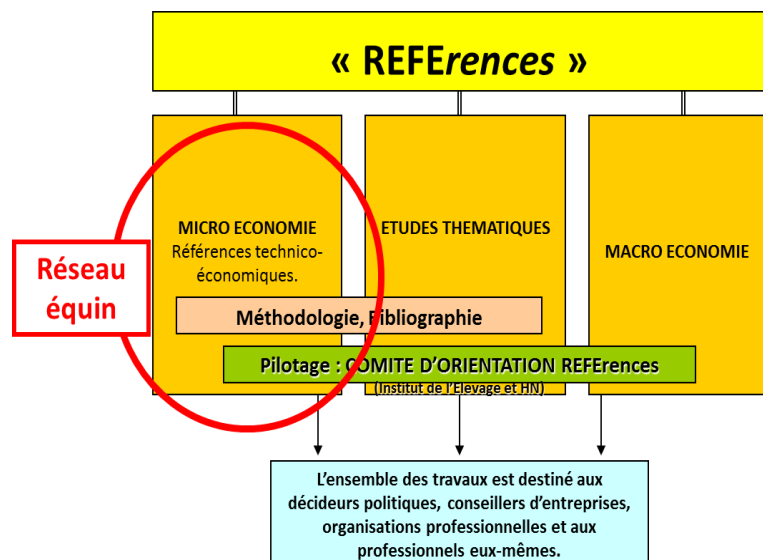 « REFErences »
MICRO ECONOMIE
Références technico-
économiques.
ETUDES THEMATIQUES
MACRO ECONOMIE
Réseau
équin
Méthodologie, Bibliographie
Pilotage : COMITE D'ORIENTATION REFErences
(Institut de l'Elevage et HN)
L'ensemble des travaux est destiné aux
décideurs politiques, conseillers d'entreprises,
organisations professionnelles et aux
professionnels eux-mêmes.